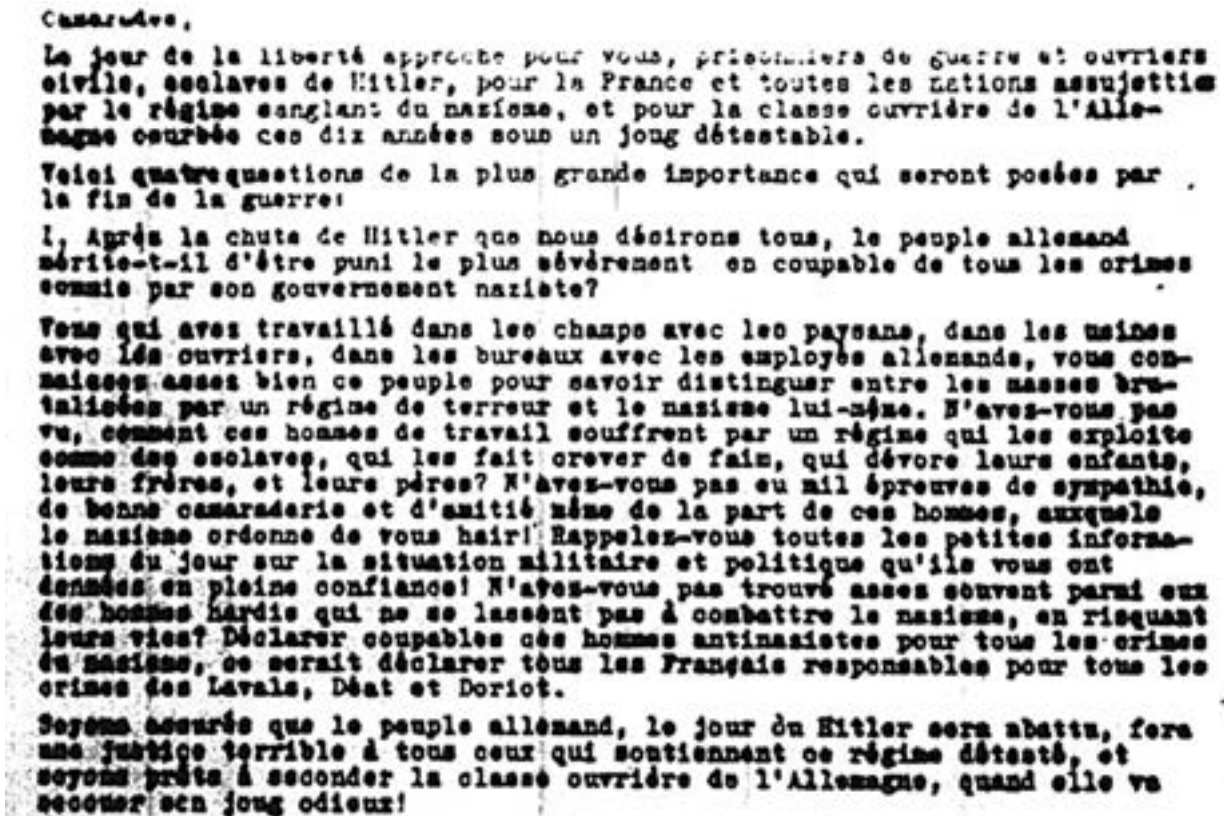 Camarades,
Le jour de la liberté approche pour vous, prisonniers de guerre et ouvriers
civils, esclaves de Hitler, pour la France et toutes les nations assujetties
par le régime sanglant du nazisme, et pour la classe ouvriére de l'Alle-
magne courbée ces dix années sous un joug détestable.
Voici quatre questions de la plus grande importance qui seront posées par
la fin de la guerre:
I. Aprés la chute de Hitler que nous désirons tous, le peuple allemand
mérite-t-il d'être puni le plus sévérement en coupable de tous les crimes
commis par son gouvernement naziste?
Vous qui avez travaillé dans les champs avec les paysans, dans les usines
avec les ouvriers, dans les bureaux avec les employés allemands, vous con-
naissez assez bien ce peuple pour savoir distinguer entre les masses bru-
talisées par un régime de terreur et le nazisme lui-même. N'avez-vous pas
vu, comment ces hommes de travail souffrent par un régime qui les exploite
comme des esclaves, qui les fait crever de faim, qui dévore leurs enfants,
leurs fréres, et leurs péres? N'avez-vous pas eu mil épreuves de sympathie,
de bonne camaraderie et d'amitié même de la part de ces hommes, auxquels
le nazisme ordonne de vous hair! Rappelez-vous toutes les petites informa-
tions du jour sur la situation militaire et politique qu'ils vous ont
données en pleine confiance! N'avez-vous pas trouvé assez souvent parmi eux
des hommes hardis qui ne se lassent pas à combattre le nazisme, en risquant
leurs vies? Déclarer coupables ces hommes antinazistes pour tous les crimes
du nazisme, ce serait déclarer tous les Français responsables pour tous les
crimes des Lavals, Déat et Doriot.
Soyons assurés que le peuple allemand, le jour òu Hitler sera abattu, fera
une justice terrible á tous ceux qui soutiennent ce régime détesté, et
soyons prêts á seconder la classe ouvriére de l'Allemagne, quand elle va
secouer son joug odieux!